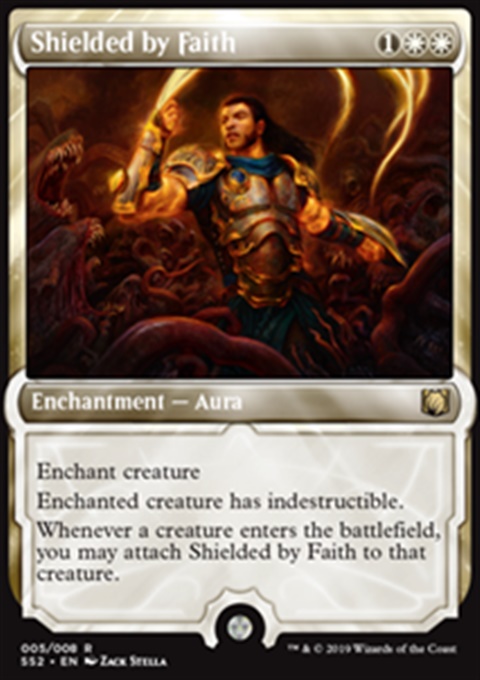 Shielded by Faith 1
Enchantment — Aura
Enchant creature
Enchanted creature has indestructible.
Whenever a creature enters the battlefield,
you may attach Shielded by Faith to that
creature.
005/008 R
SS2 • EN Zack Stella
™ & © 2019 Wizards of the Coast